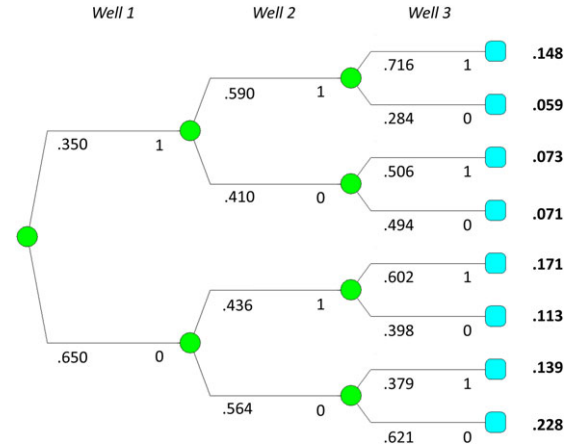 Well 1 Well 2 Well 3
.716 1 .148
.590 1
.284 0 .059
.350 1
.506 1 .073
.410 0
.494 0 .071
.602 1 .171
.436 1
.398 0 .113
.650 0
.379 1 .139
.564 0
.621 0 .228